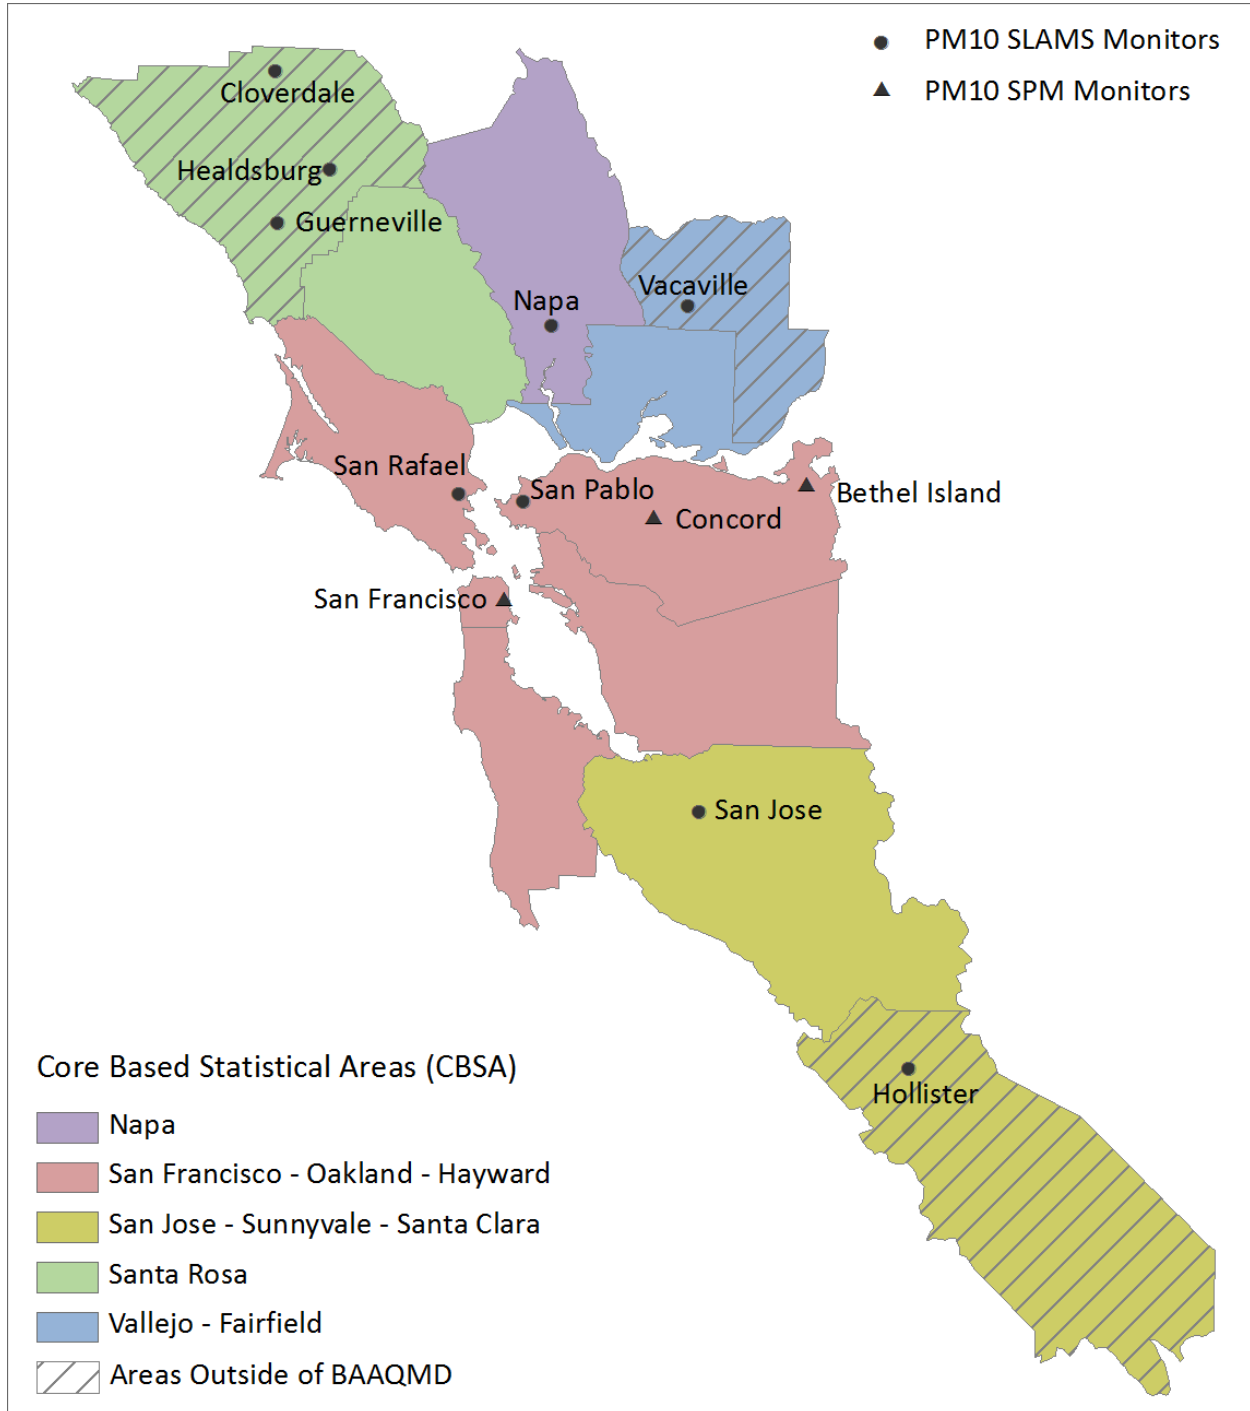 PM10 SLAMS Monitors
PM10 SPM Monitors
Cloverdale
Healdsburg
Guerneville
Vacaville
Napa
San Rafael
San Pablo
Bethel Island
Concord
San Francisco
San Jose
Hollister
Core Based Statistical Areas (CBSA)
Napa
San Francisco - Oakland - Hayward
San Jose - Sunnyvale - Santa Clara
Santa Rosa
Vallejo - Fairfield
Areas Outside of BAAQMD